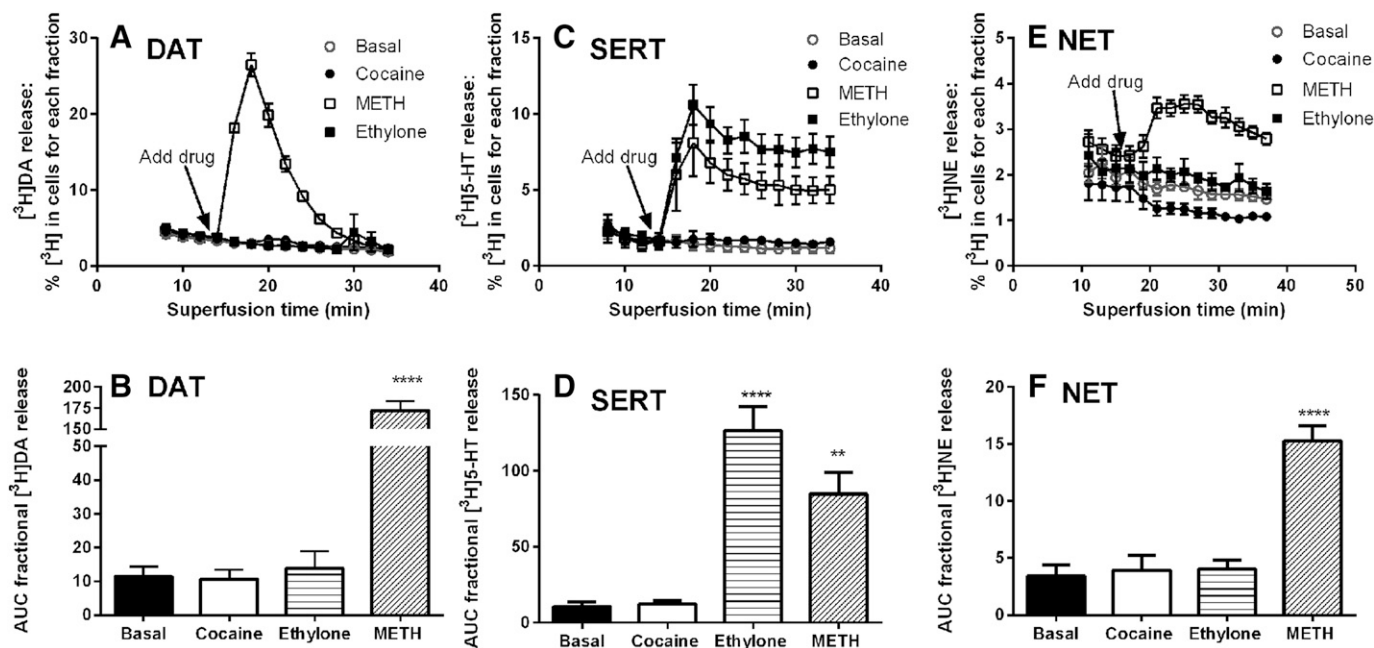 A DAT
[³H]DA release:
% [³H] in cells for each fraction
30
20
10
0
Basal
Cocaine
METH
Ethylone
Add drug
0 10 20 30 40
Superfusion time (min)
C SERT
[³H]5-HT release:
% [³H] in cells for each fraction
15
10
5
0
Basal
Cocaine
METH
Ethylone
Add drug
0 10 20 30 40
Superfusion time (min)
E NET
[³H]NE release:
% [³H] in cells for each fraction
5
4
3
2
1
0
Basal
Cocaine
METH
Ethylone
Add drug
0 10 20 30 40 50
Superfusion time (min)
B DAT
AUC fractional [³H]DA release
200
175
150
50
40
30
20
10
0
****
Basal Cocaine Ethylone METH
D SERT
AUC fractional [³H]5-HT release
150
100
50
0
****
**
Basal Cocaine Ethylone METH
F NET
AUC fractional [³H]NE release
20
15
10
5
0
****
Basal Cocaine Ethylone METH